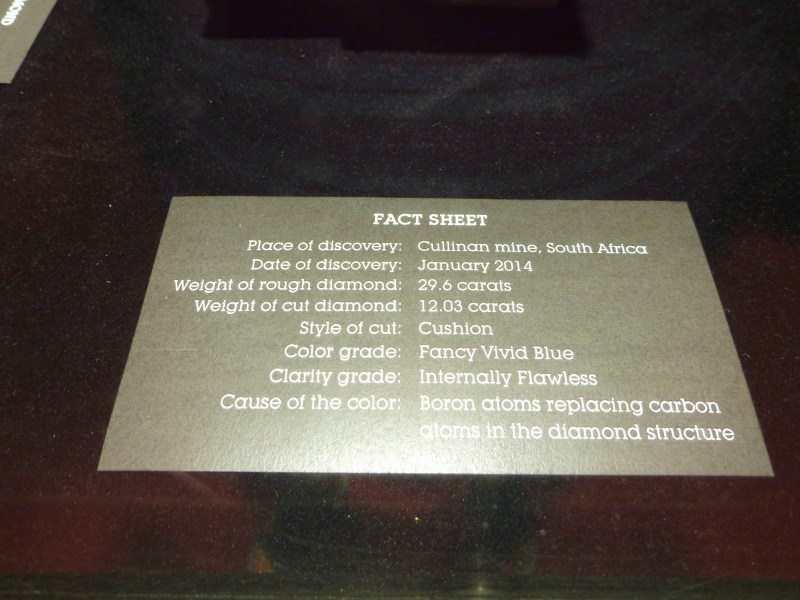 FACT SHEET
Place of discovery: Cullinan mine, South Africa
Date of discovery: January 2014
Weight of rough diamond: 29.6 carats
Weight of cut diamond: 12.03 carats
Style of cut: Cushion
Color grade: Fancy Vivid Blue
Clarity grade: Internally Flawless
Cause of the color: Boron atoms replacing carbon
atoms in the diamond structure